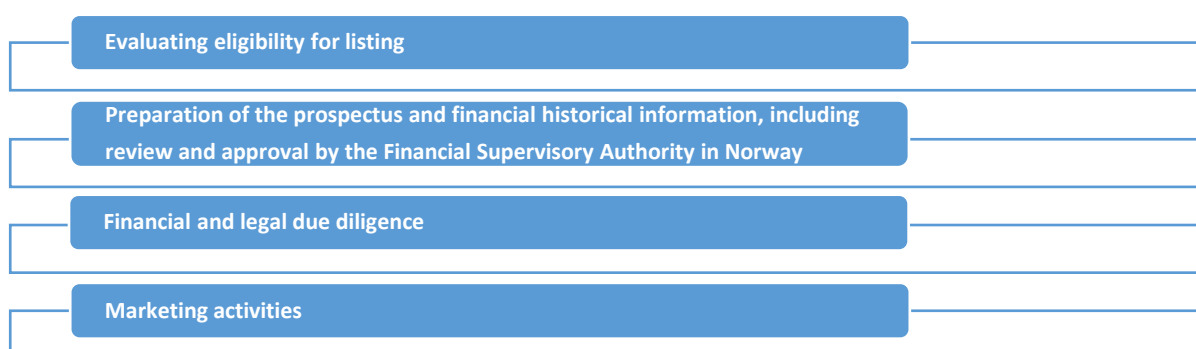 Evaluating eligibility for listing
Preparation of the prospectus and financial historical information, including
review and approval by the Financial Supervisory Authority in Norway
Financial and legal due diligence
Marketing activities